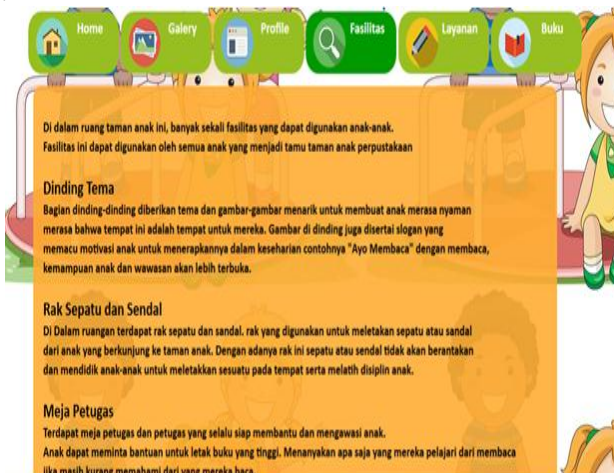 Home
Galery
Profile
Fasilitas
Layanan
Buku
Di dalam ruang taman anak ini, banyak sekali fasilitas yang dapat digunakan anak-anak.
Fasilitas ini dapat digunakan oleh semua anak yang menjadi tamu taman anak perpustakaan
Dinding Tema
Bagian dinding-dinding diberikan tema dan gambar-gambar menarik untuk membuat anak merasa nyaman
merasa bahwa tempat ini adalah tempat untuk mereka. Gambar di dinding juga disertai slogan yang
memacu motivasi anak untuk menerapkannya dalam keseharian contohnya "Ayo Membaca" dengan membaca,
kemampuan anak dan wawasan akan lebih terbuka.
Rak Sepatu dan Sendal
Di Dalam ruangan terdapat rak sepatu dan sandal. rak yang digunakan untuk meletakan sepatu atau sandal
dari anak yang berkunjung ke taman anak. Dengan adanya rak ini sepatu atau sendal tidak akan berantakan
dan mendidik anak-anak untuk meletakkan sesuatu pada tempat serta melatih disiplin anak.
Meja Petugas
Terdapat meja petugas dan petugas yang selalu siap membantu dan mengawasi anak.
Anak dapat meminta bantuan untuk letak buku yang tinggi. Menanyakan apa saja yang mereka pelajari dari membaca
jika masih kurang memahami dari yang mereka baca.